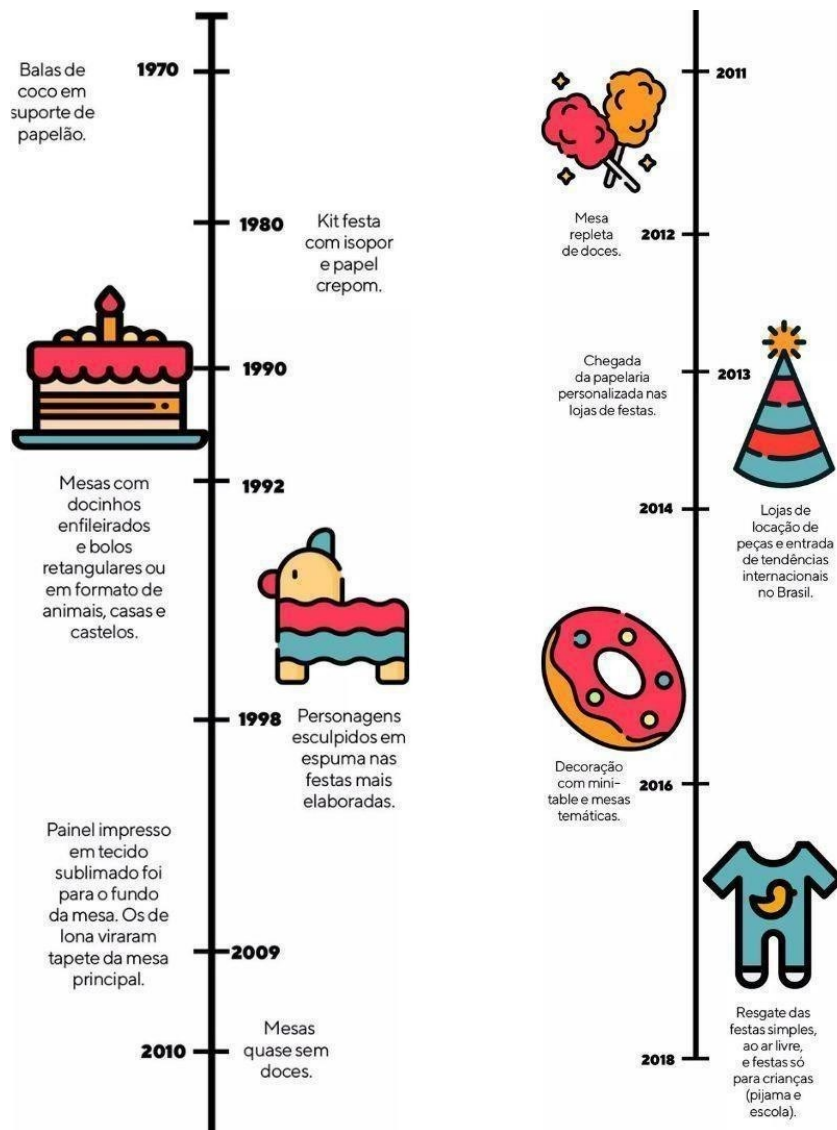 1970
Balas de
coco em
suporte de
papelão.
1980
Kit festa
com isopor
e papel
crepom.
1990
1992
Mesas com
docinhos
enfileirados
e bolos
retangulares ou
em formato de
animais, casas e
castelos.
1998
Personagens
esculpidos em
espuma nas
festas mais
elaboradas.
Painel impresso
em tecido
sublimado foi
para o fundo
da mesa. Os de
lona viraram
tapete da mesa
principal.
2009
2010
Mesas
quase sem
doces.
2011
Mesa
repleta
de doces.
2012
Chegada
da papelaria
personalizada nas
lojas de festas.
2013
2014
Lojas de
locação de
peças e entrada
de tendências
internacionais
no Brasil.
Decoração
com mini-
table e mesas
temáticas.
2016
Resgate das
festas simples,
ao ar livre,
e festas só
para crianças
(pijama e
escola).
2018